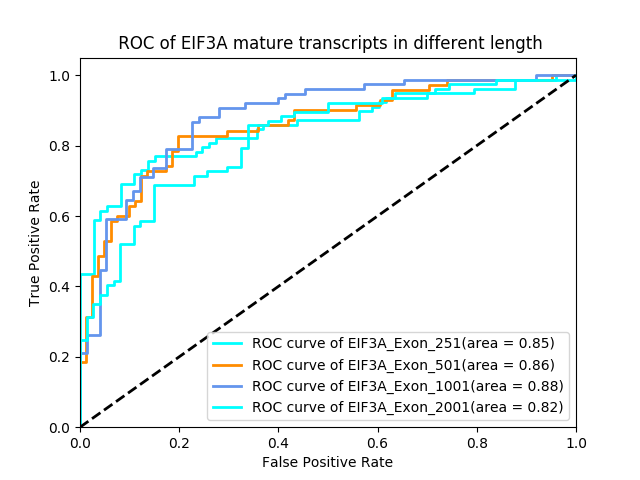 ROC of EIF3A mature transcripts in different length
1.0
0.8
0.6
0.4
0.2
0.0
True Positive Rate
ROC curve of EIF3A_Exon_251(area = 0.85)
ROC curve of EIF3A_Exon_501(area = 0.86)
ROC curve of EIF3A_Exon_1001(area = 0.88)
ROC curve of EIF3A_Exon_2001(area = 0.82)
0.0 0.2 0.4 0.6 0.8 1.0
False Positive Rate